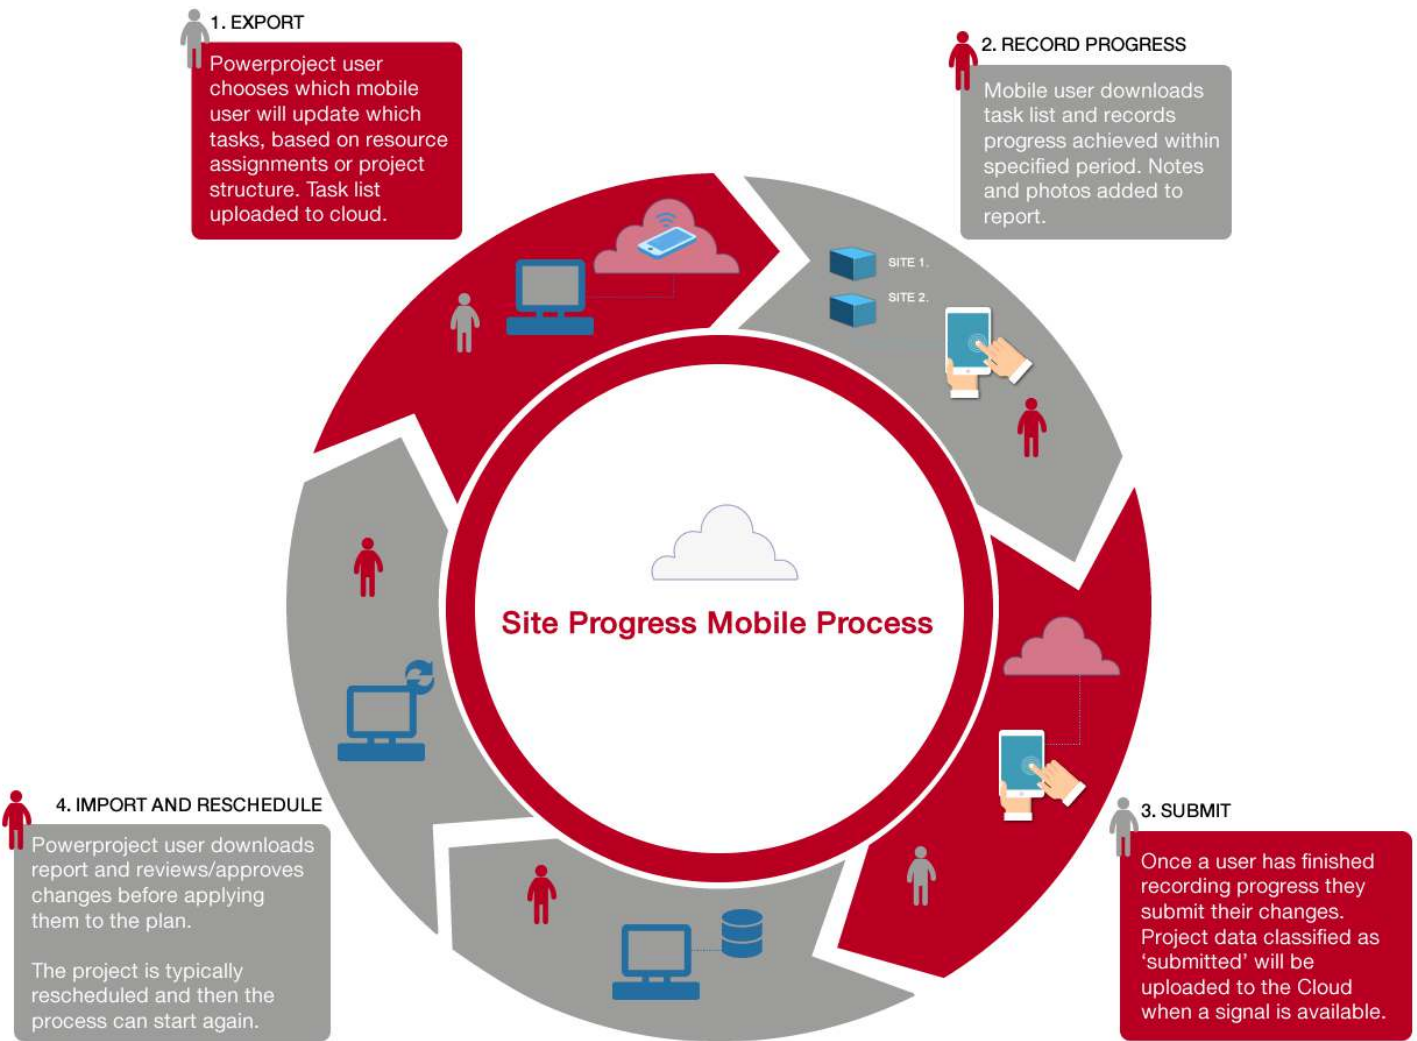 1. EXPORT
Powerproject user
chooses which mobile
user will update which
tasks, based on resource
assignments or project
structure. Task list
uploaded to cloud.
2. RECORD PROGRESS
Mobile user downloads
task list and records
progress achieved within
specified period. Notes
and photos added to
report.
SITE 1.
SITE 2.
Site Progress Mobile Process
3. SUBMIT
Once a user has finished
recording progress they
submit their changes.
Project data classified as
‘submitted’ will be
uploaded to the Cloud
when a signal is available.
4. IMPORT AND RESCHEDULE
Powerproject user downloads
report and reviews/approves
changes before applying
them to the plan.
The project is typically
rescheduled and then the
process can start again.